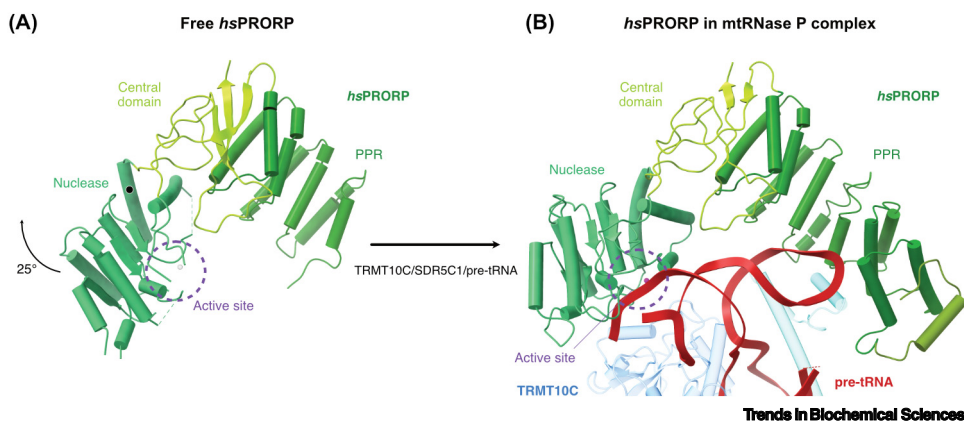 (A)
Free hsPRORP
Central
domain
hsPRORP
PPR
Nuclease
25°
Active site
TRMT10C/SDR5C1/pre-tRNA
(B)
hsPRORP in mtRNase P complex
Central
domain
hsPRORP
PPR
Nuclease
Active site
TRMT10C
pre-tRNA
Trends in Biochemical Sciences